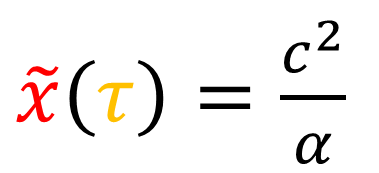 x̃(τ) = c²/α